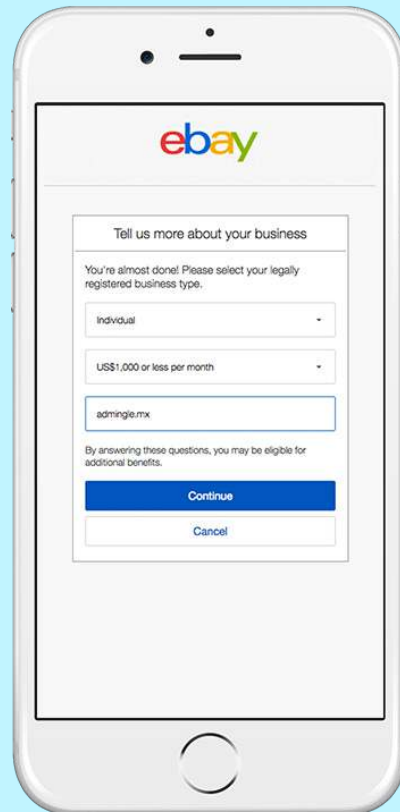 ebay
Tell us more about your business
You're almost done! Please select your legally
registered business type.
Individual
US$1,000 or less per month
admingle.mx
By answering these questions, you may be eligible for
additional benefits.
Continue
Cancel